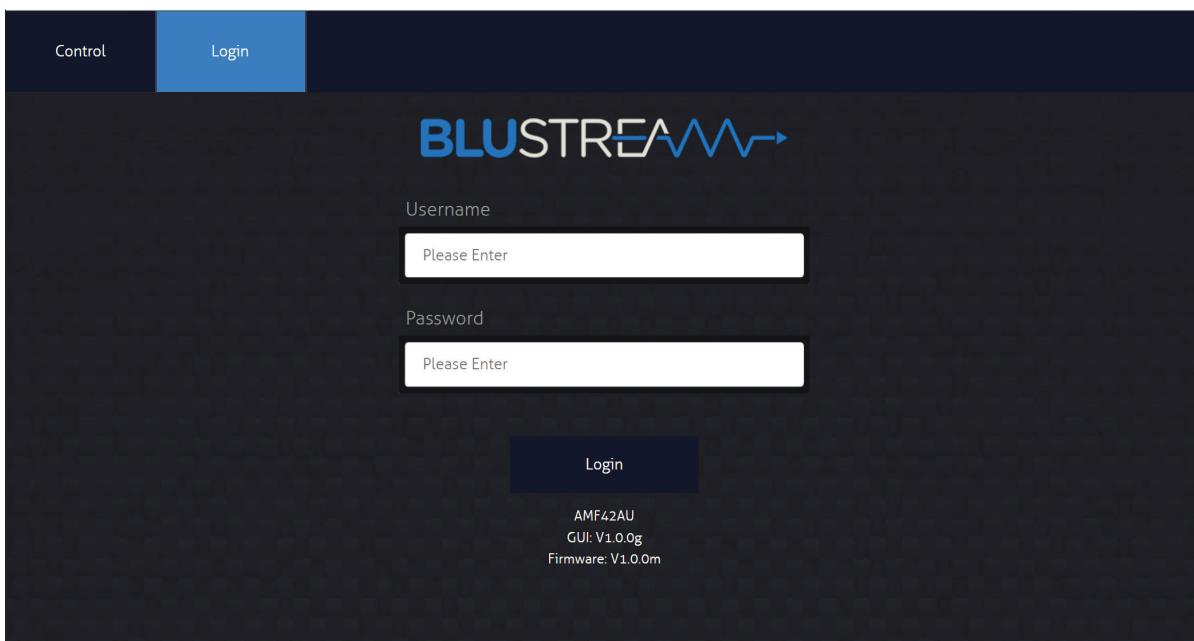 Control
Login
BLUSTREAM
Username
Please Enter
Password
Please Enter
Login
AMF42AU
GUI: V1.0.0g
Firmware: V1.0.0m